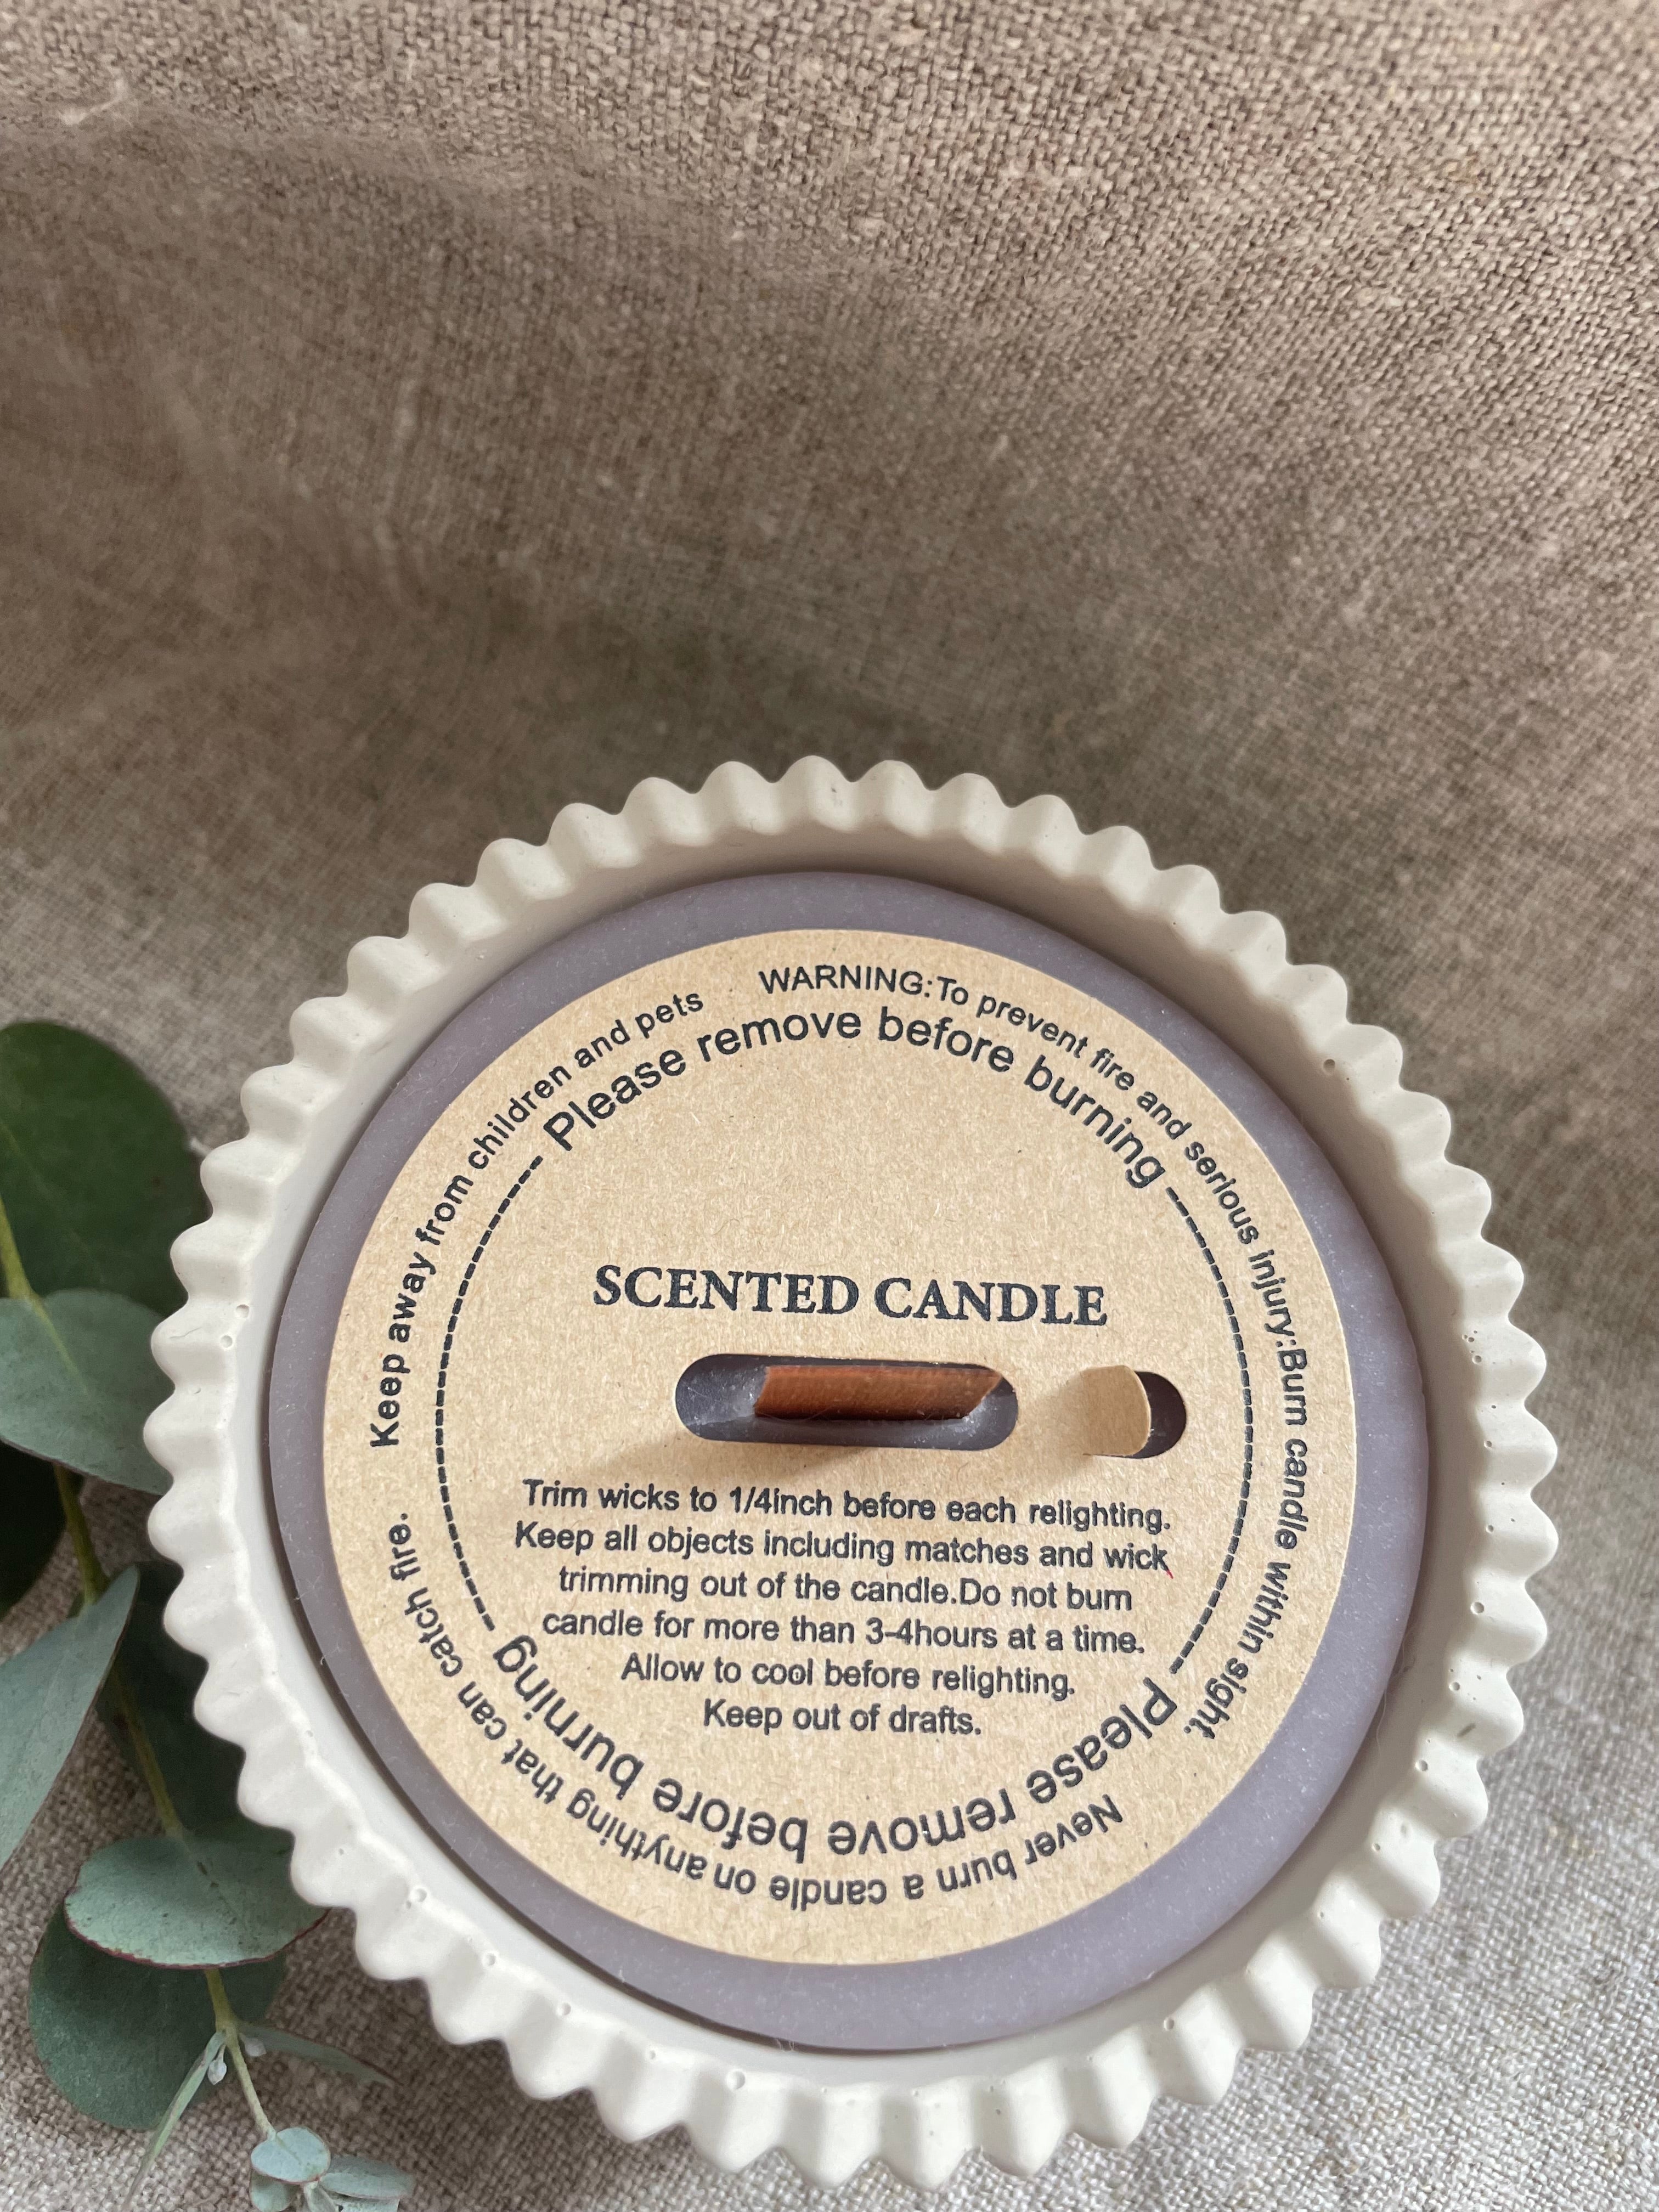 WARNING:To prevent fire and serious injury:Burn candle within sight.
Never burn a candle on anything that can catch fire.
Keep away from children and pets
Please remove before burning
SCENTED CANDLE
Trim wicks to 1/4inch before each relighting.
Keep all objects including matches and wick
trimming out of the candle.Do not burn
candle for more than 3-4hours at a time.
Allow to cool before relighting.
Keep out of drafts.
Please remove before burning